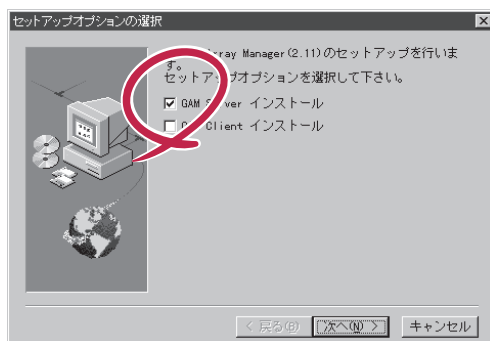 セットアップオプションの選択
rray Manager(2.11)のセットアップを行いま
す。
セットアップオプションを選択して下さい。
GAM S rver インストール
G Client インストール
< 戻る(B)
次へ(N) >
キャンセル